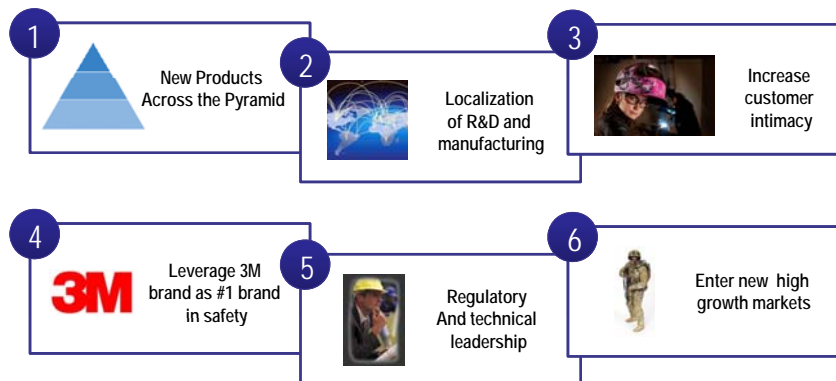 1
New Products
Across the Pyramid
2
Localization
of R&D and
manufacturing
3
Increase
customer
intimacy
4
3M
Leverage 3M
brand as #1 brand
in safety
5
Regulatory
And technical
leadership
6
Enter new high
growth markets